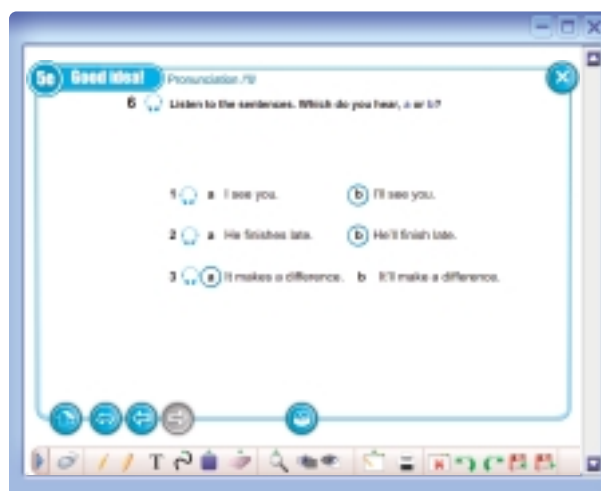 5e Good idea! Pronunciation /'ll/
6 Listen to the sentences. Which do you hear, a or b?
1 a I see you. b I'll see you.
2 a He finishes late. b He'll finish late.
3 a It makes a difference. b It'll make a difference.
T